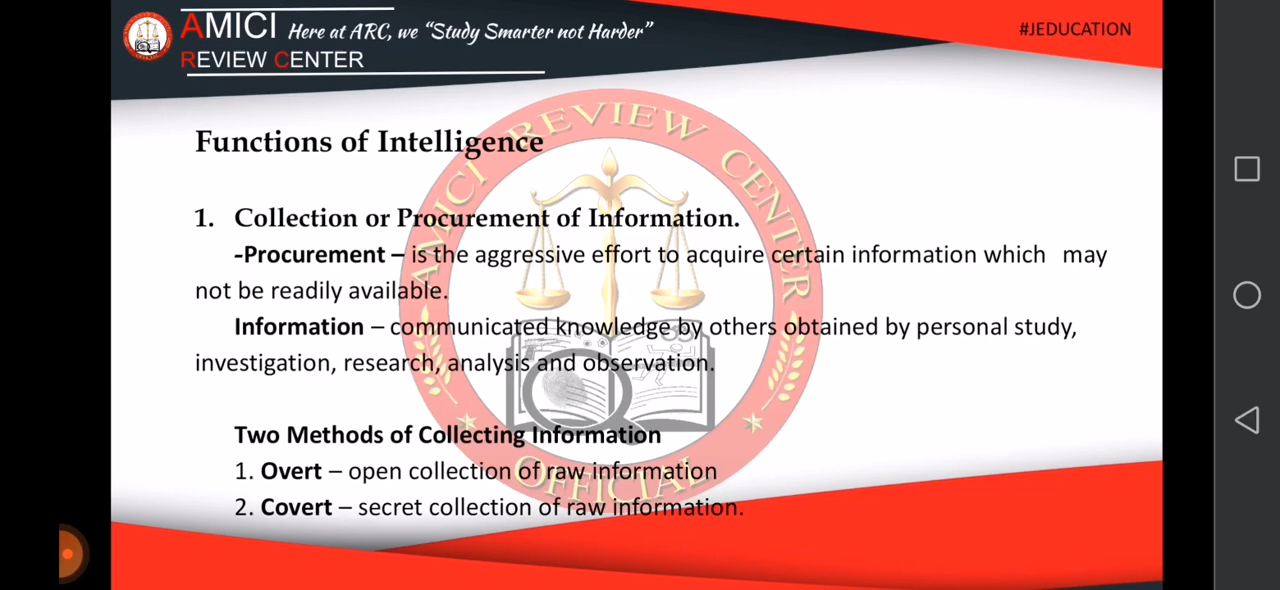 AMICI Here at ARC, we “Study Smarter not Harder”
REVIEW CENTER
#JEDUCATION
Functions of Intelligence
1. Collection or Procurement of Information.
-Procurement – is the aggressive effort to acquire certain information which may
not be readily available.
Information – communicated knowledge by others obtained by personal study,
investigation, research, analysis and observation.
Two Methods of Collecting Information
1. Overt – open collection of raw information
2. Covert – secret collection of raw information.
AMICI REVIEW CENTER
OFFICIAL